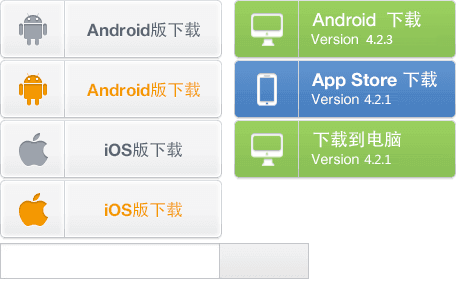 Android版下载
Android版下载
iOS版下载
iOS版下载
Android 下载
Version 4.2.3
App Store 下载
Version 4.2.1
下载到电脑
Version 4.2.1